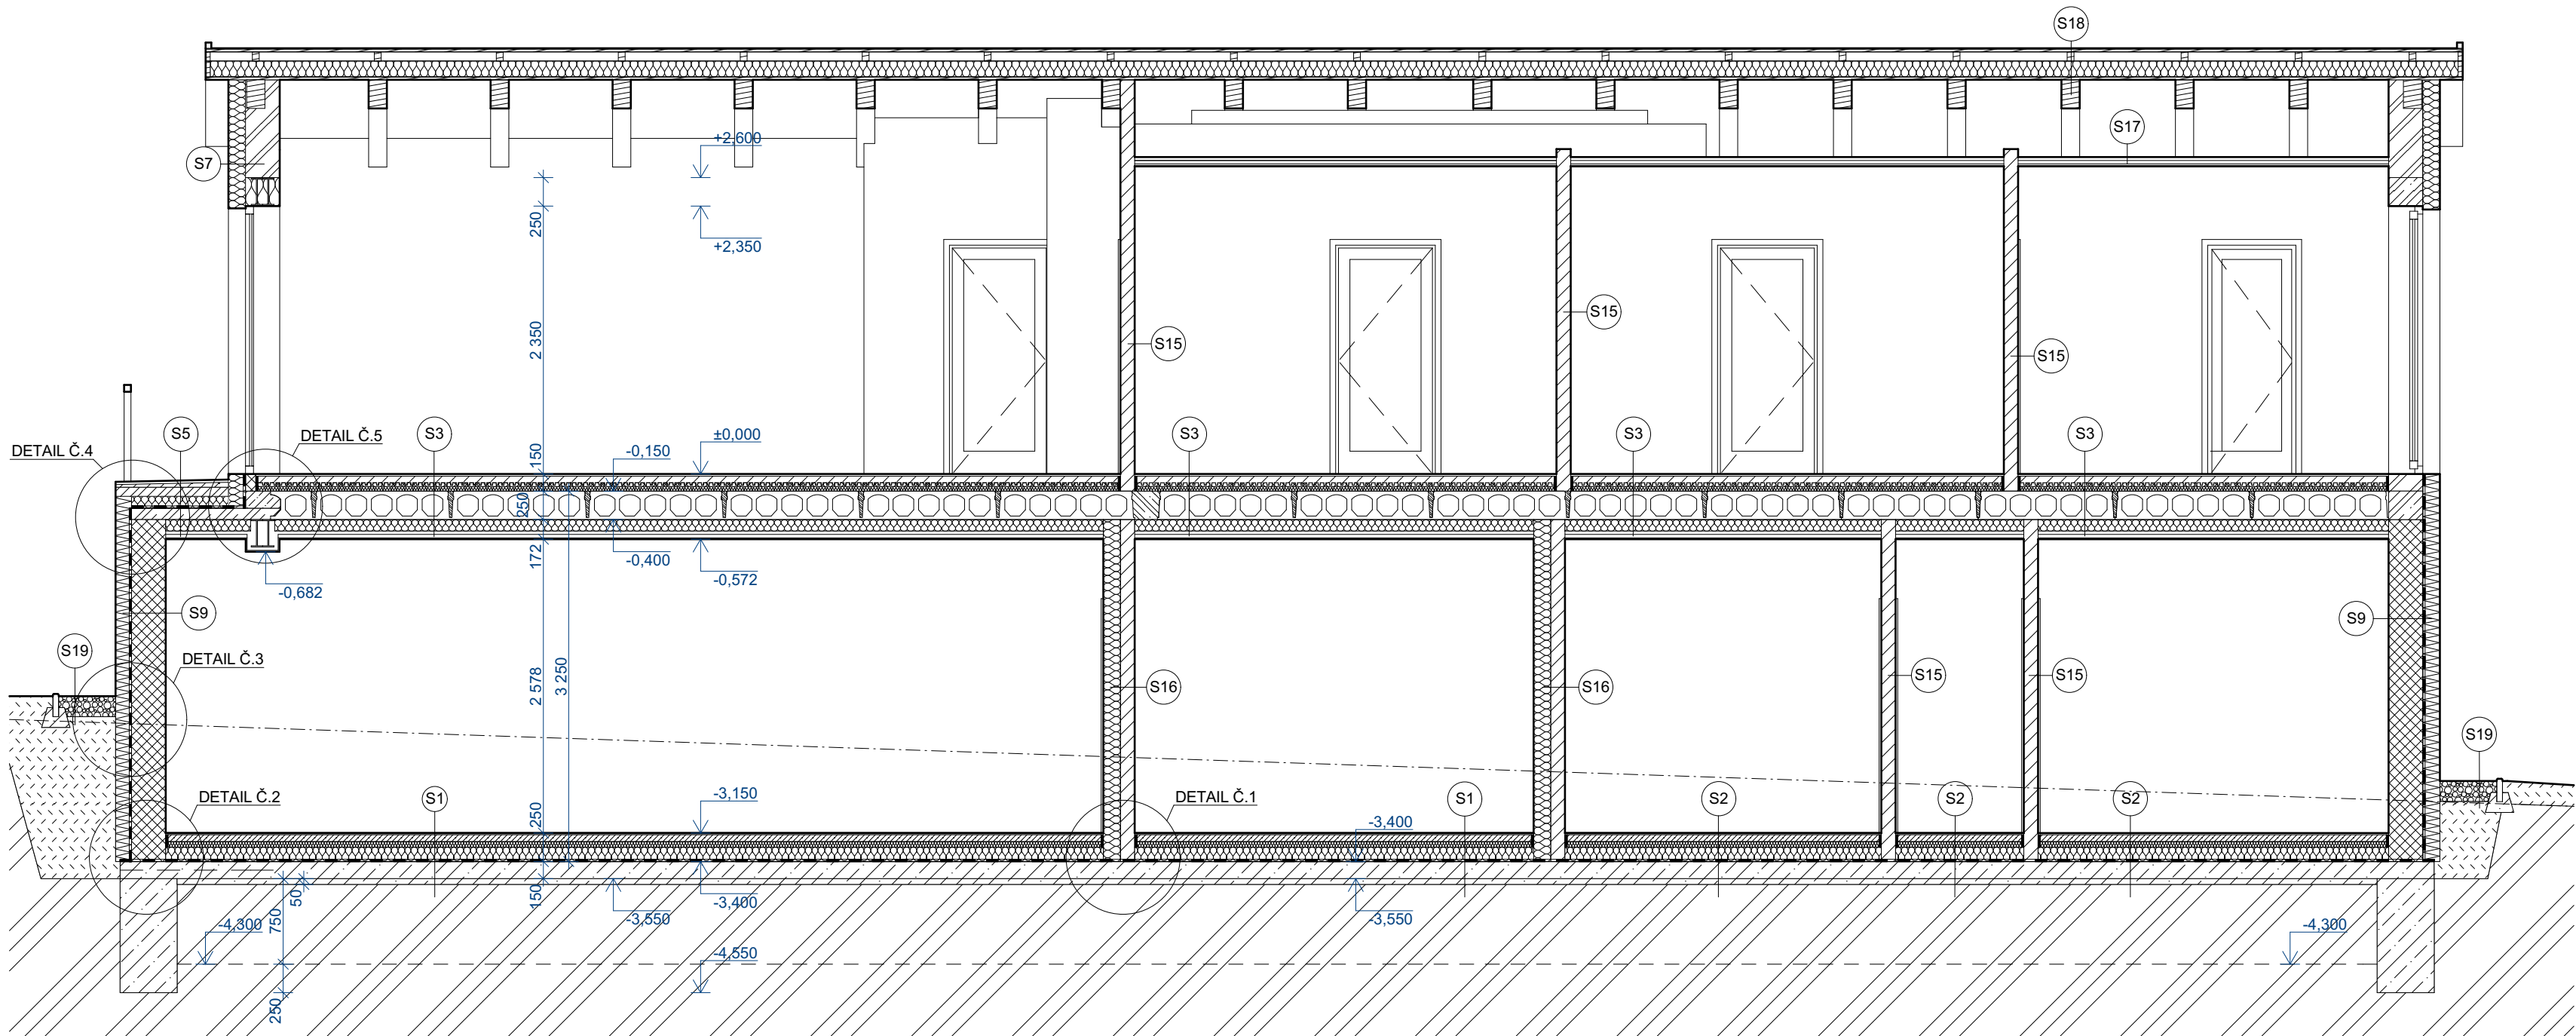 S18
S17
+2,600
S7
250
+2,350
2 350
S15
S15
S15
S5
DETAIL Č.5
S3
±0,000
S3
S3
S3
DETAIL Č.4
150
-0,150
250
172
-0,400
-0,572
-0,682
S9
S9
S19
DETAIL Č.3
2 578
3 250
S16
S16
S15
S15
S19
DETAIL Č.2
S1
250
-3,150
DETAIL Č.1
-3,400
S1
S2
S2
S2
50
150
-3,400
-3,550
-3,550
-4,300
750
-4,550
-4,300
250